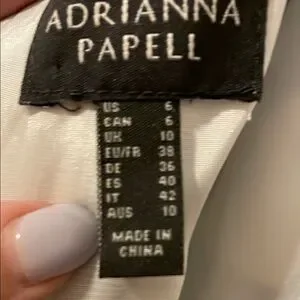 ADRIANNA
PAPELL
US 6
CAN 6
UK 10
EU/FR 38
DE 36
ES 40
IT 42
AUS 10
MADE IN
CHINA